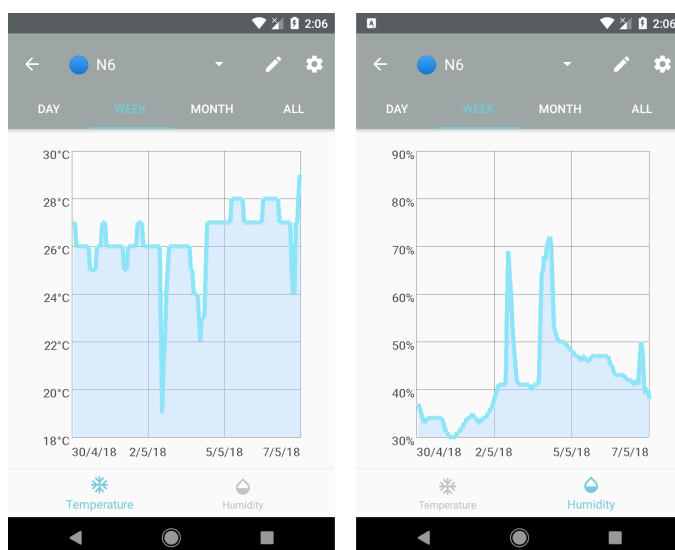 2:06
N6
DAY WEEK MONTH ALL
30°C
28°C
26°C
24°C
22°C
20°C
18°C
30/4/18 2/5/18 5/5/18 7/5/18
Temperature Humidity
A 2:06
N6
DAY WEEK MONTH ALL
90%
80%
70%
60%
50%
40%
30%
30/4/18 2/5/18 5/5/18 7/5/18
Temperature Humidity